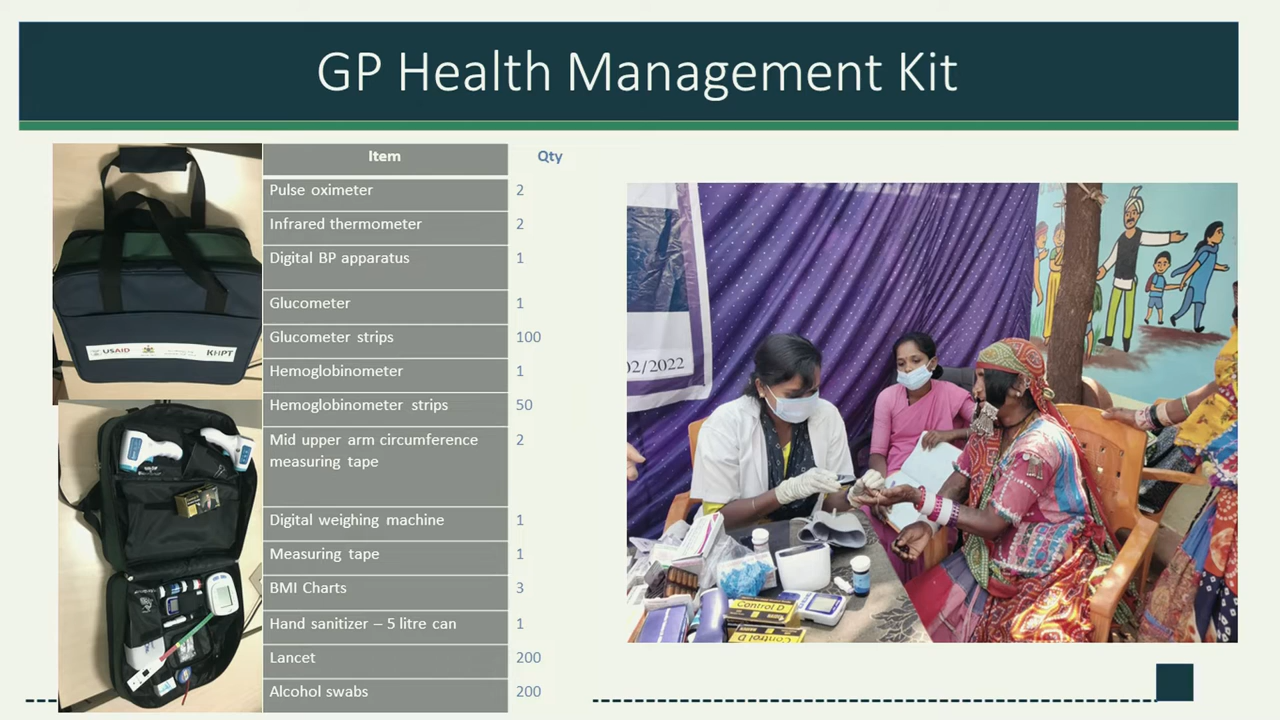 GP Health Management Kit
Item Qty
Pulse oximeter 2
Infrared thermometer 2
Digital BP apparatus 1
Glucometer 1
Glucometer strips 100
Hemoglobinometer 1
Hemoglobinometer strips 50
Mid upper arm circumference 2
measuring tape
Digital weighing machine 1
Measuring tape 1
BMI Charts 3
Hand sanitizer – 5 litre can 1
Lancet 200
Alcohol swabs 200
USAID
KHPT
02/2022
Control D
Control D